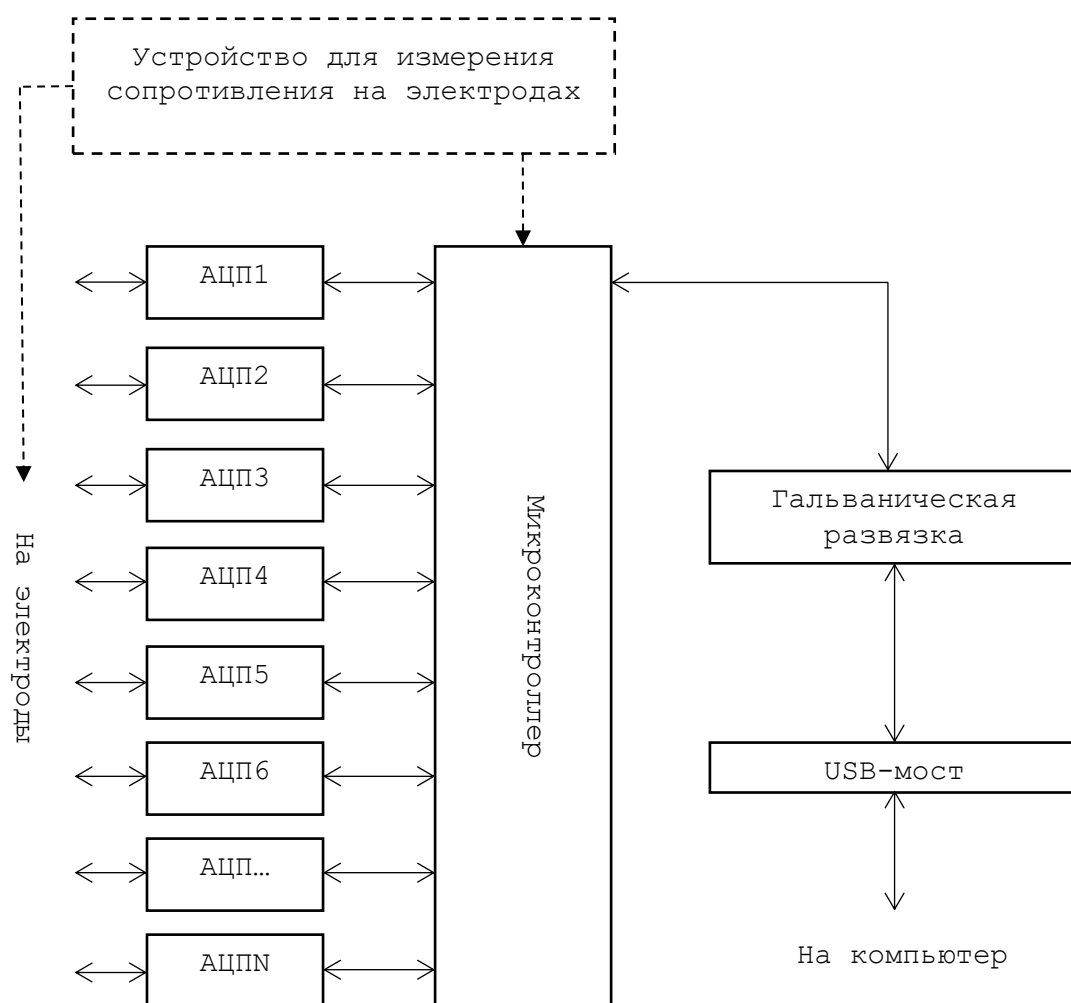 Устройство для измерения
сопротивления на электродах
АЦП1
АЦП2
АЦП3
АЦП4
АЦП5
АЦП6
АЦП…
АЦПN
На электроды
Микроконтроллер
Гальваническая
развязка
USB-мост
На компьютер